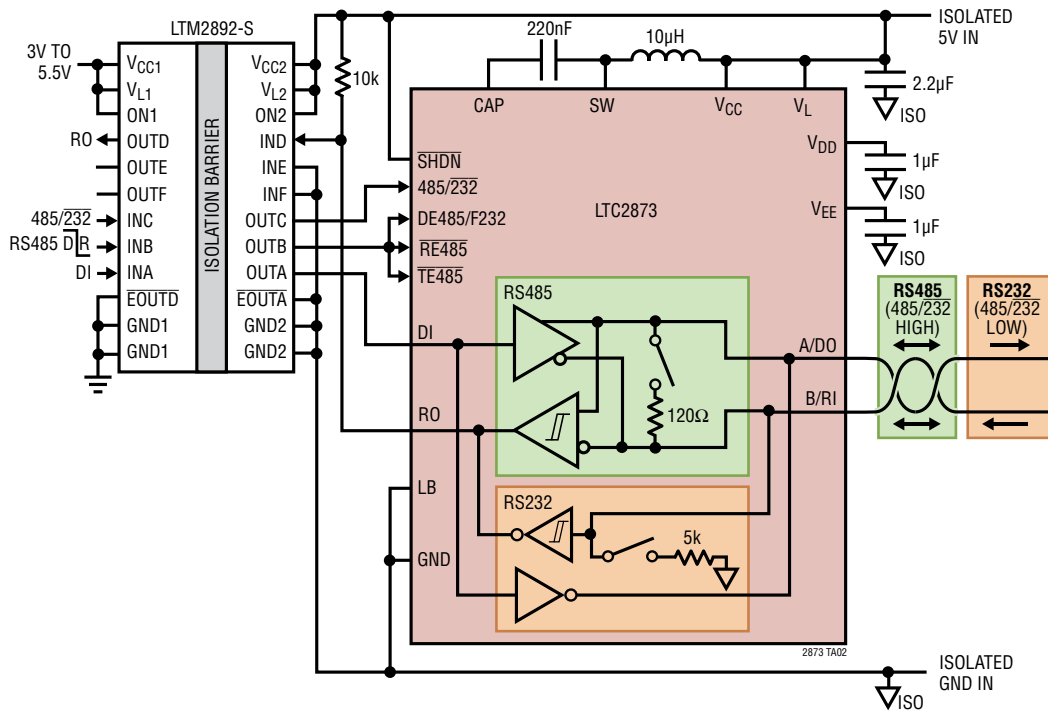 LTM2892-S
3V TO
5.5V
VCC1
VL1
ON1
RO
OUTD
OUTE
OUTF
485/232
INC
RS485 D R
INB
DI
INA
EOUTD
GND1
GND1
ISOLATION BARRIER
VCC2
VL2
ON2
IND
INE
INF
OUTC
OUTB
OUTA
EOUTA
GND2
GND2
10k
220nF
10µH
ISOLATED
5V IN
2.2µF
ISO
CAP
SW
VCC
VL
VDD
1µF
ISO
VEE
1µF
ISO
SHDN
485/232
DE485/F232
RE485
TE485
LTC2873
DI
RO
LB
GND
RS485
120Ω
RS232
5k
A/DO
B/RI
RS485
(485/232
HIGH)
RS232
(485/232
LOW)
2873 TA02
ISOLATED
GND IN
ISO